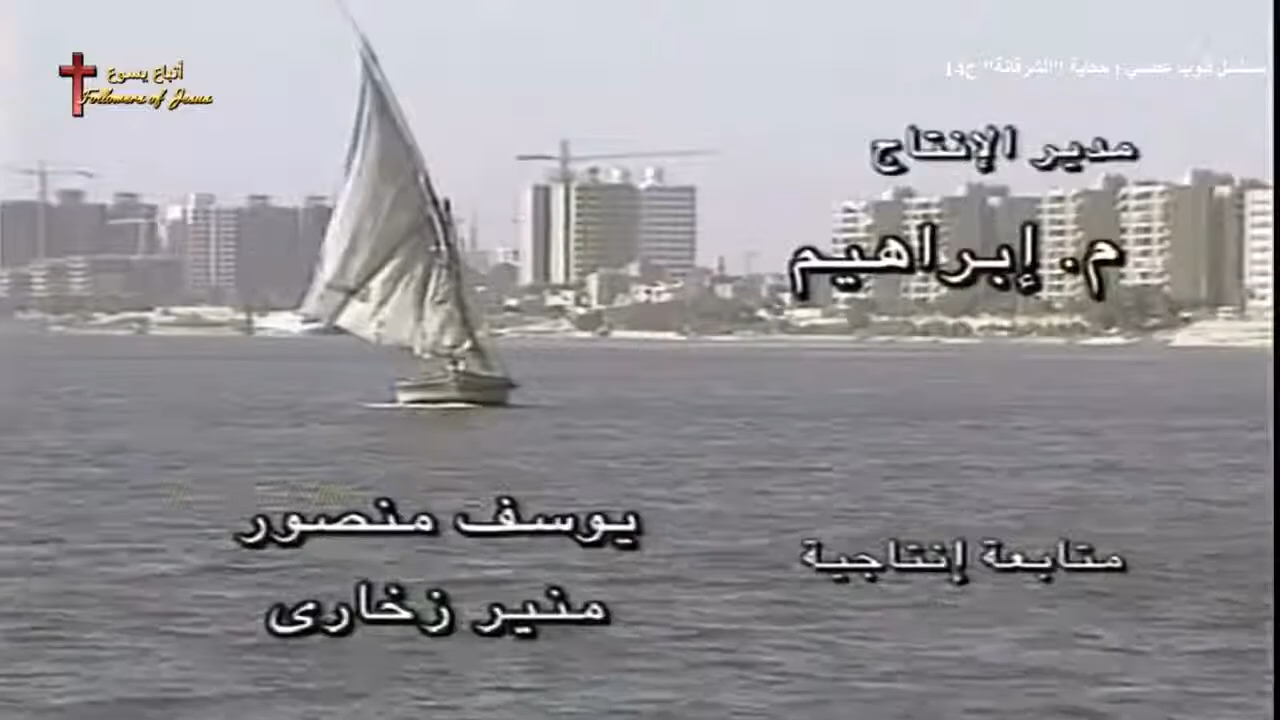 أتباع يسوع
Followers of Jesus
مدير الإنتاج
م. إبراهيم
متابعة إنتاجية
يوسف منصور
منير زخارى